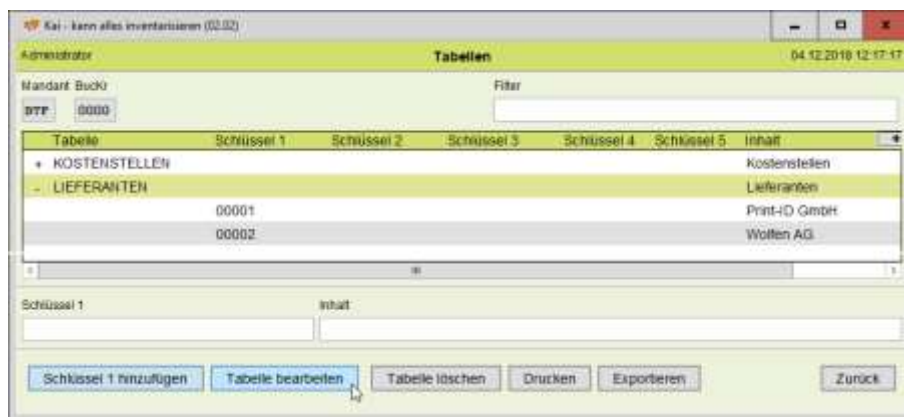 Kai - kann alles inventarisieren (02.02)
Administrator Tabellen 04.12.2018 12:17:17
Mandant BucKr Filter
DTP 0000
Tabelle Schlüssel 1 Schlüssel 2 Schlüssel 3 Schlüssel 4 Schlüssel 5 Inhalt
+ KOSTENSTELLEN Kostenstellen
- LIEFERANTEN Lieferanten
00001 Print-ID GmbH
00002 AG
Schlüssel 1 Inhalt
Schlüssel 1 hinzufügen Tabelle bearbeiten Tabelle löschen Drucken Exportieren Zurück